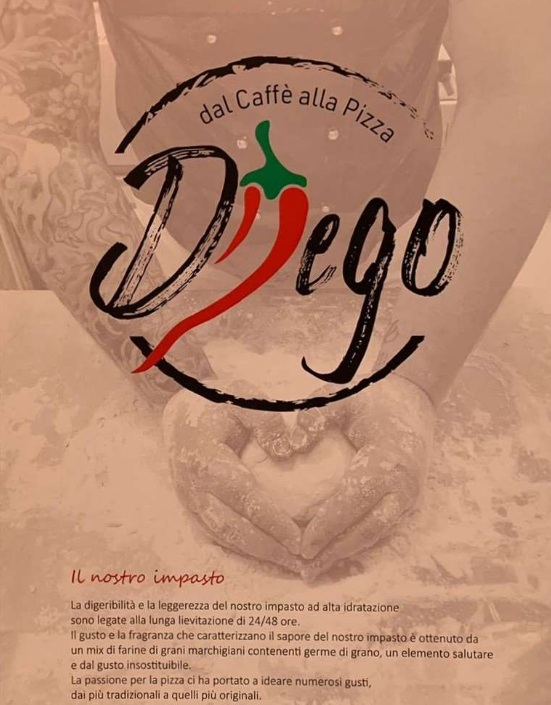 dal Caffè alla Pizza
Diego
Il nostro impasto
La digeribilità e la leggerezza del nostro impasto ad alta idratazione
sono legate alla lunga lievitazione di 24/48 ore.
Il gusto e la fragranza che caratterizzano il sapore del nostro impasto è ottenuto da
un mix di farine di grani marchigiani contenenti germe di grano, un elemento salutare
e dal gusto insostituibile.
La passione per la pizza ci ha portato a ideare numerosi gusti,
dai più tradizionali a quelli più originali.